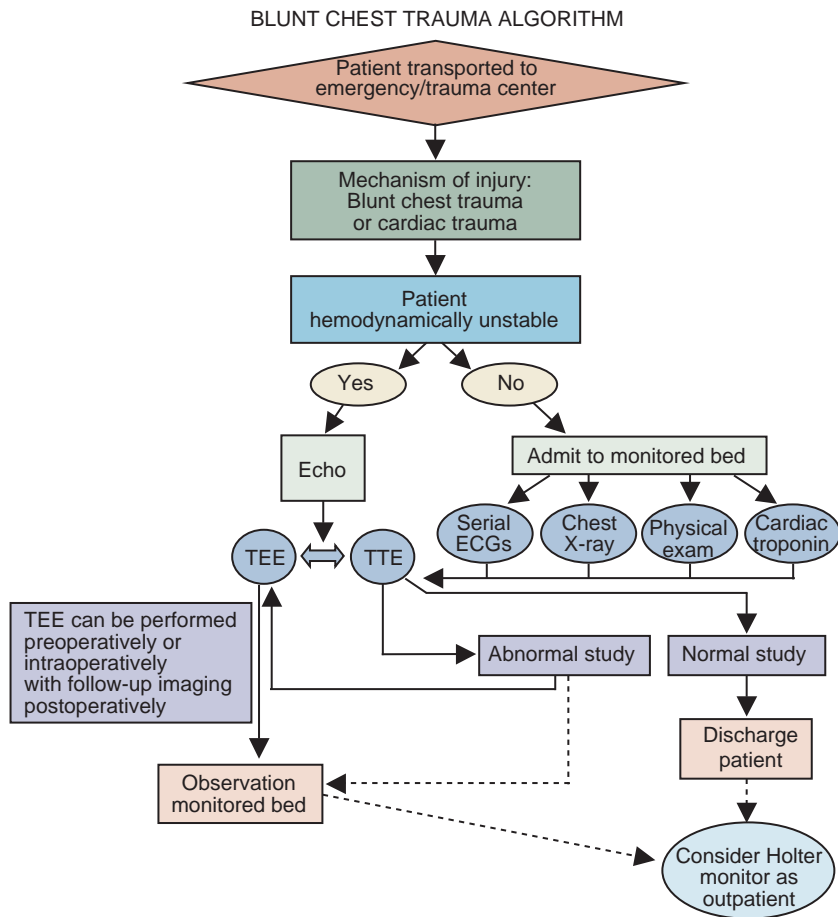 BLUNT CHEST TRAUMA ALGORITHM
Patient transported to
emergency/trauma center
Mechanism of injury:
Blunt chest trauma
or cardiac trauma
Patient
hemodynamically unstable
Yes
No
Echo
Admit to monitored bed
Serial
ECGs
Chest
X-ray
Physical
exam
Cardiac
troponin
TEE
TTE
TEE can be performed
preoperatively or
intraoperatively
with follow-up imaging
postoperatively
Abnormal study
Normal study
Discharge
patient
Observation
monitored bed
Consider Holter
monitor as
outpatient